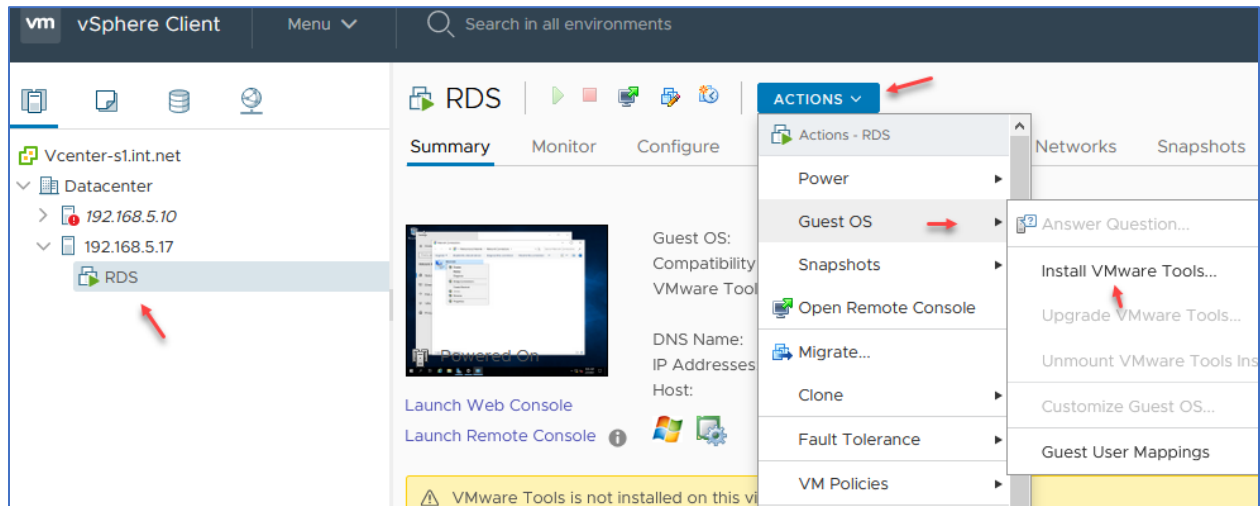 vm vSphere Client Menu Search in all environments
Vcenter-s1.int.net
Datacenter
192.168.5.10
192.168.5.17
RDS
RDS ACTIONS
Summary Monitor Configure Networks Snapshots
Powered On
Launch Web Console
Launch Remote Console
Guest OS:
Compatibility
VMware Tool
DNS Name:
IP Addresses
Host:
VMware Tools is not installed on this vi
Actions - RDS
Power
Guest OS
Snapshots
Open Remote Console
Migrate...
Clone
Fault Tolerance
VM Policies
Answer Question...
Install VMware Tools...
Upgrade VMware Tools...
Unmount VMware Tools Ins
Customize Guest OS...
Guest User Mappings